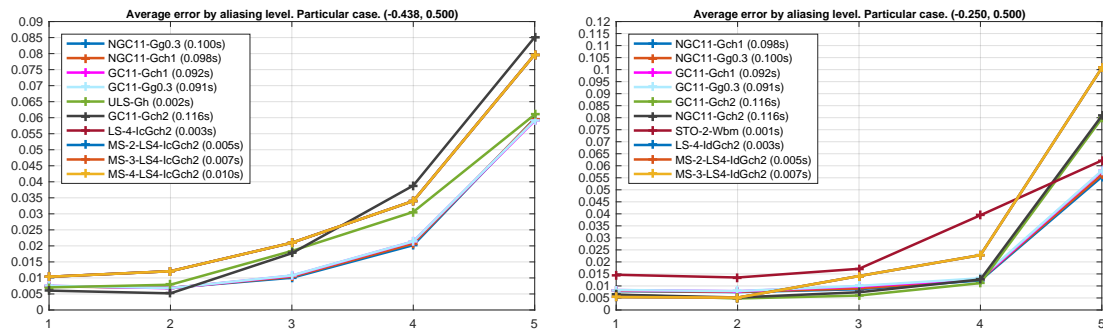 Average error by aliasing level. Particular case. (-0.438, 0.500)
0.09
0.085
0.08
0.075
0.07
0.065
0.06
0.055
0.05
0.045
0.04
0.035
0.03
0.025
0.02
0.015
0.01
0.005
0
1 2 3 4 5
NGC11-Gg0.3 (0.100s)
NGC11-Gch1 (0.098s)
GC11-Gch1 (0.092s)
GC11-Gg0.3 (0.091s)
ULS-Gh (0.002s)
GC11-Gch2 (0.116s)
LS-4-IcGch2 (0.003s)
MS-2-LS4-IcGch2 (0.005s)
MS-3-LS4-IcGch2 (0.007s)
MS-4-LS4-IcGch2 (0.010s)
Average error by aliasing level. Particular case. (-0.250, 0.500)
0.12
0.115
0.11
0.105
0.1
0.095
0.09
0.085
0.08
0.075
0.07
0.065
0.06
0.055
0.05
0.045
0.04
0.035
0.03
0.025
0.02
0.015
0.01
0.005
0
1 2 3 4 5
NGC11-Gch1 (0.098s)
NGC11-Gg0.3 (0.100s)
GC11-Gch1 (0.092s)
GC11-Gg0.3 (0.091s)
GC11-Gch2 (0.116s)
NGC11-Gch2 (0.116s)
STO-2-Wbm (0.001s)
LS-4-IdGch2 (0.003s)
MS-2-LS4-IdGch2 (0.005s)
MS-3-LS4-IdGch2 (0.007s)